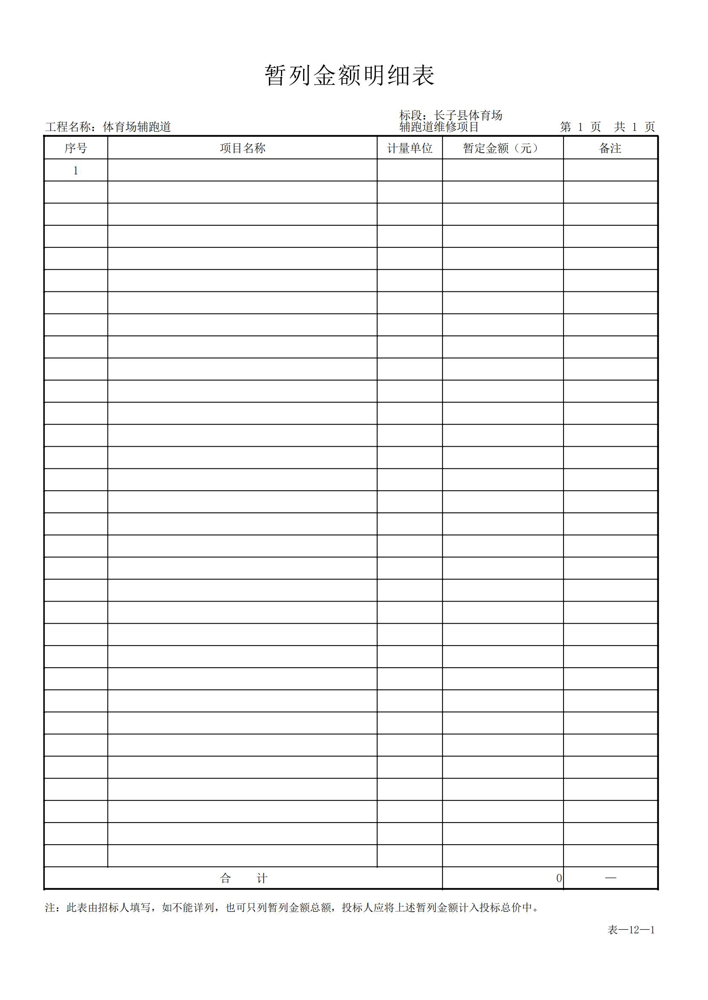 暂列金额明细表
标段：长子县体育场
工程名称：体育场辅跑道 辅跑道维修项目 第 1 页 共 1 页
序号 项目名称 计量单位 暂定金额（元） 备注
1
合 计 0 —
注：此表由招标人填写，如不能详列，也可只列暂列金额总额，投标人应将上述暂列金额计入投标总价中。
表—12—1